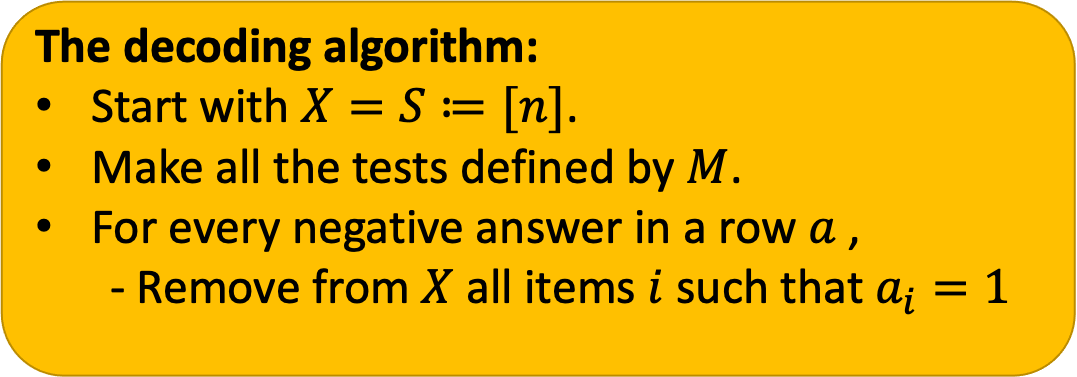 The decoding algorithm:
• Start with 𝑋 = 𝑆 ≔ [𝑛].
• Make all the tests defined by 𝑀.
• For every negative answer in a row 𝑎 ,
- Remove from 𝑋 all items 𝑖 such that 𝑎ᵢ = 1